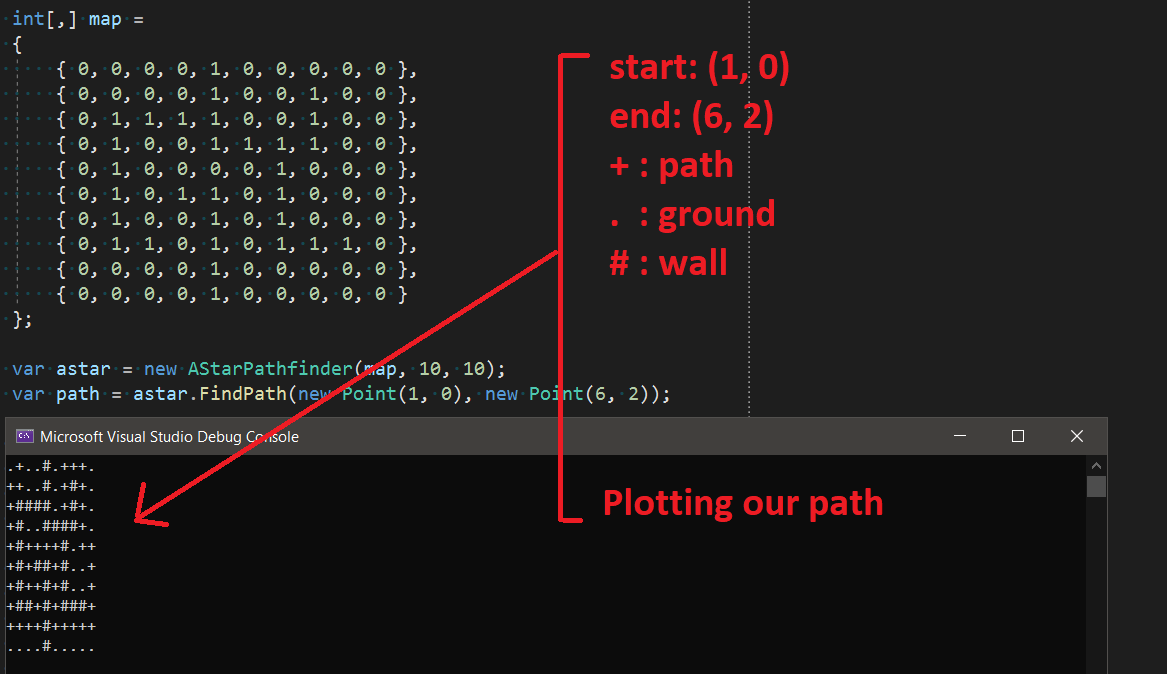 int[,] map =
{
{ 0, 0, 0, 0, 1, 0, 0, 0, 0, 0 },
{ 0, 0, 0, 0, 1, 0, 0, 1, 0, 0 },
{ 0, 1, 1, 1, 1, 0, 0, 1, 0, 0 },
{ 0, 1, 0, 0, 1, 1, 1, 1, 0, 0 },
{ 0, 1, 0, 0, 0, 0, 1, 0, 0, 0 },
{ 0, 1, 0, 1, 1, 0, 1, 0, 0, 0 },
{ 0, 1, 0, 0, 1, 0, 1, 0, 0, 0 },
{ 0, 1, 1, 0, 1, 0, 1, 1, 1, 0 },
{ 0, 0, 0, 0, 1, 0, 0, 0, 0, 0 },
{ 0, 0, 0, 0, 1, 0, 0, 0, 0, 0 }
};
var astar = new AStarPathfinder(map, 10, 10);
var path = astar.FindPath(new Point(1, 0), new Point(6, 2));
start: (1, 0)
end: (6, 2)
+ : path
. : ground
# : wall
Microsoft Visual Studio Debug Console
.+..#.+++.
++..#.+#+.
+####.+#+.
+#..####+.
+#++++#.++
+#+##+#..+
+#++#+#..+
+##+#+###+
++++#+++++
....#.....
Plotting our path